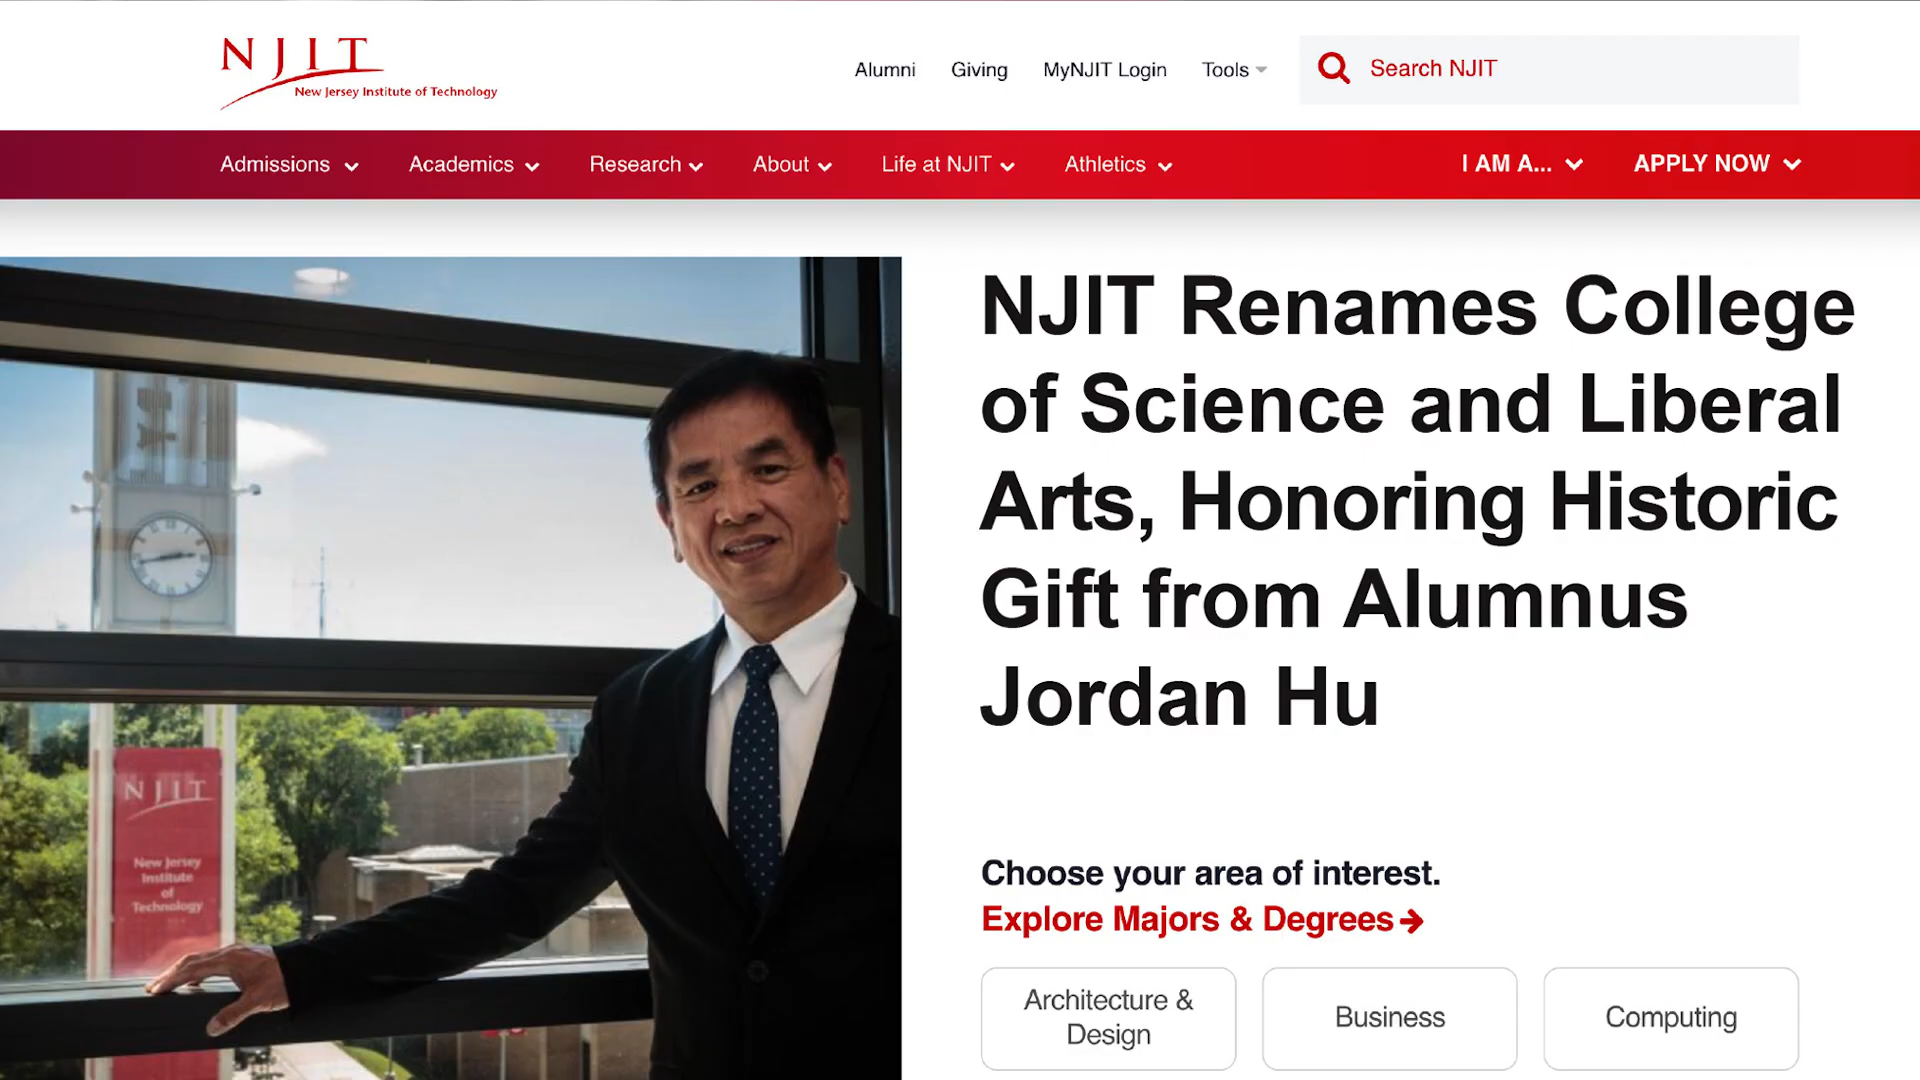 NJIT
New Jersey Institute of Technology
Alumni Giving MyNJIT Login Tools
Search NJIT
Admissions Academics Research About Life at NJIT Athletics
I AM A... APPLY NOW
NJIT Renames College
of Science and Liberal
Arts, Honoring Historic
Gift from Alumnus
Jordan Hu
NJIT
New Jersey
Institute
of
Technology
Choose your area of interest.
Explore Majors & Degrees
Architecture &
Design
Business
Computing